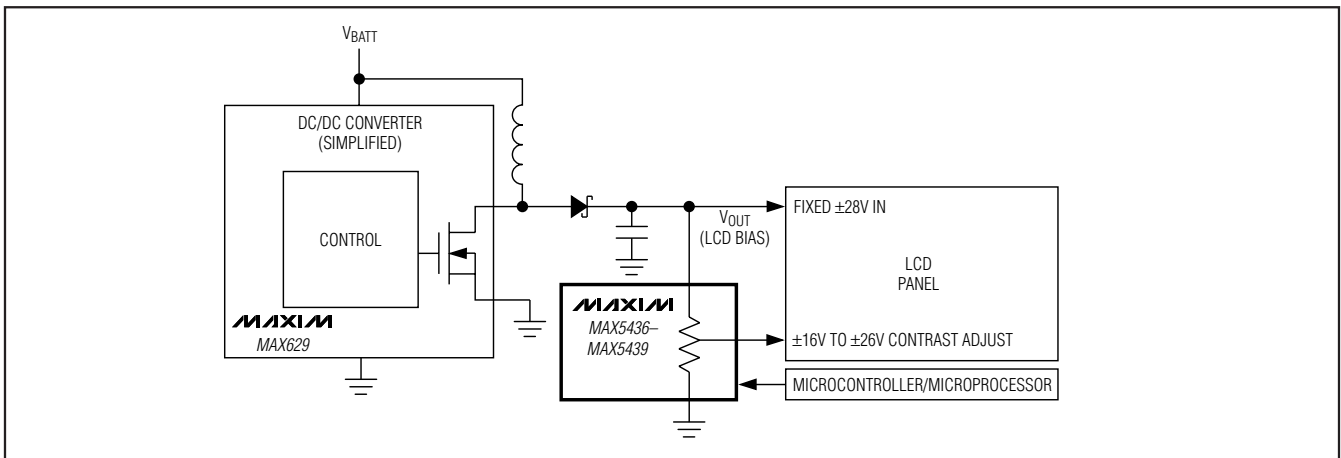 VBATT
DC/DC CONVERTER
(SIMPLIFIED)
CONTROL
MAXIM
MAX629
VOUT
(LCD BIAS)
MAXIM
MAX5436–
MAX5439
FIXED ±28V IN
LCD
PANEL
±16V TO ±26V CONTRAST ADJUST
MICROCONTROLLER/MICROPROCESSOR